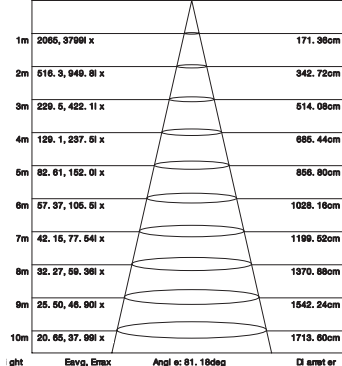 1m 2065, 3799lx 171.36cm
2m 516.3, 949.8lx 342.72cm
3m 229.5, 422.1lx 514.08cm
4m 129.1, 237.5lx 685.44cm
5m 82.61, 152.0lx 856.80cm
6m 57.37, 105.5lx 1028.16cm
7m 42.15, 77.54lx 1199.52cm
8m 32.27, 59.36lx 1370.88cm
9m 25.50, 46.90lx 1542.24cm
10m 20.65, 37.99lx 1713.60cm
ight Eavg, Emax Angle: 81.18deg Diameter